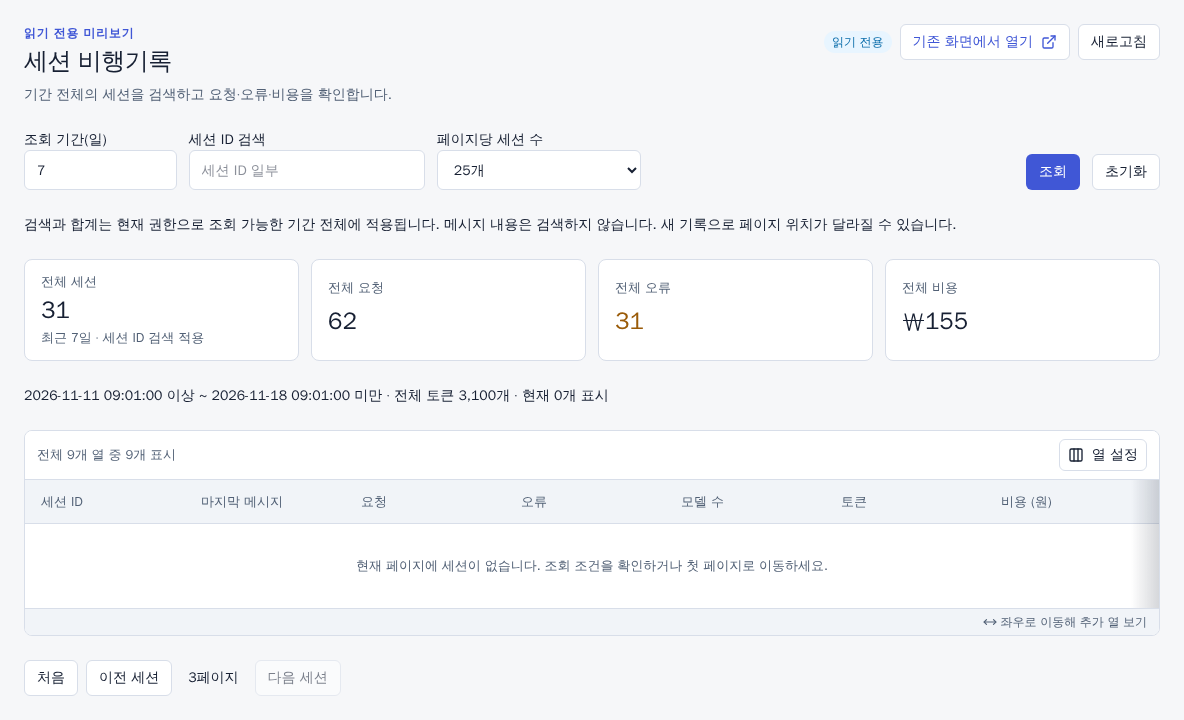 읽기 전용 미리보기
세션 비행기록
기간 전체의 세션을 검색하고 요청·오류·비용을 확인합니다.
읽기 전용
기존 화면에서 열기
새로고침
조회 기간(일)
7
세션 ID 검색
세션 ID 일부
페이지당 세션 수
25개
조회
초기화
검색과 합계는 현재 권한으로 조회 가능한 기간 전체에 적용됩니다. 메시지 내용은 검색하지 않습니다. 새 기록으로 페이지 위치가 달라질 수 있습니다.
전체 세션
31
최근 7일 · 세션 ID 검색 적용
전체 요청
62
전체 오류
31
전체 비용
₩155
2026-11-11 09:01:00 이상 ~ 2026-11-18 09:01:00 미만 · 전체 토큰 3,100개 · 현재 0개 표시
전체 9개 열 중 9개 표시
열 설정
세션 ID 마지막 메시지 요청 오류 모델 수 토큰 비용 (원)
현재 페이지에 세션이 없습니다. 조회 조건을 확인하거나 첫 페이지로 이동하세요.
↔ 좌우로 이동해 추가 열 보기
처음
이전 세션
3페이지
다음 세션